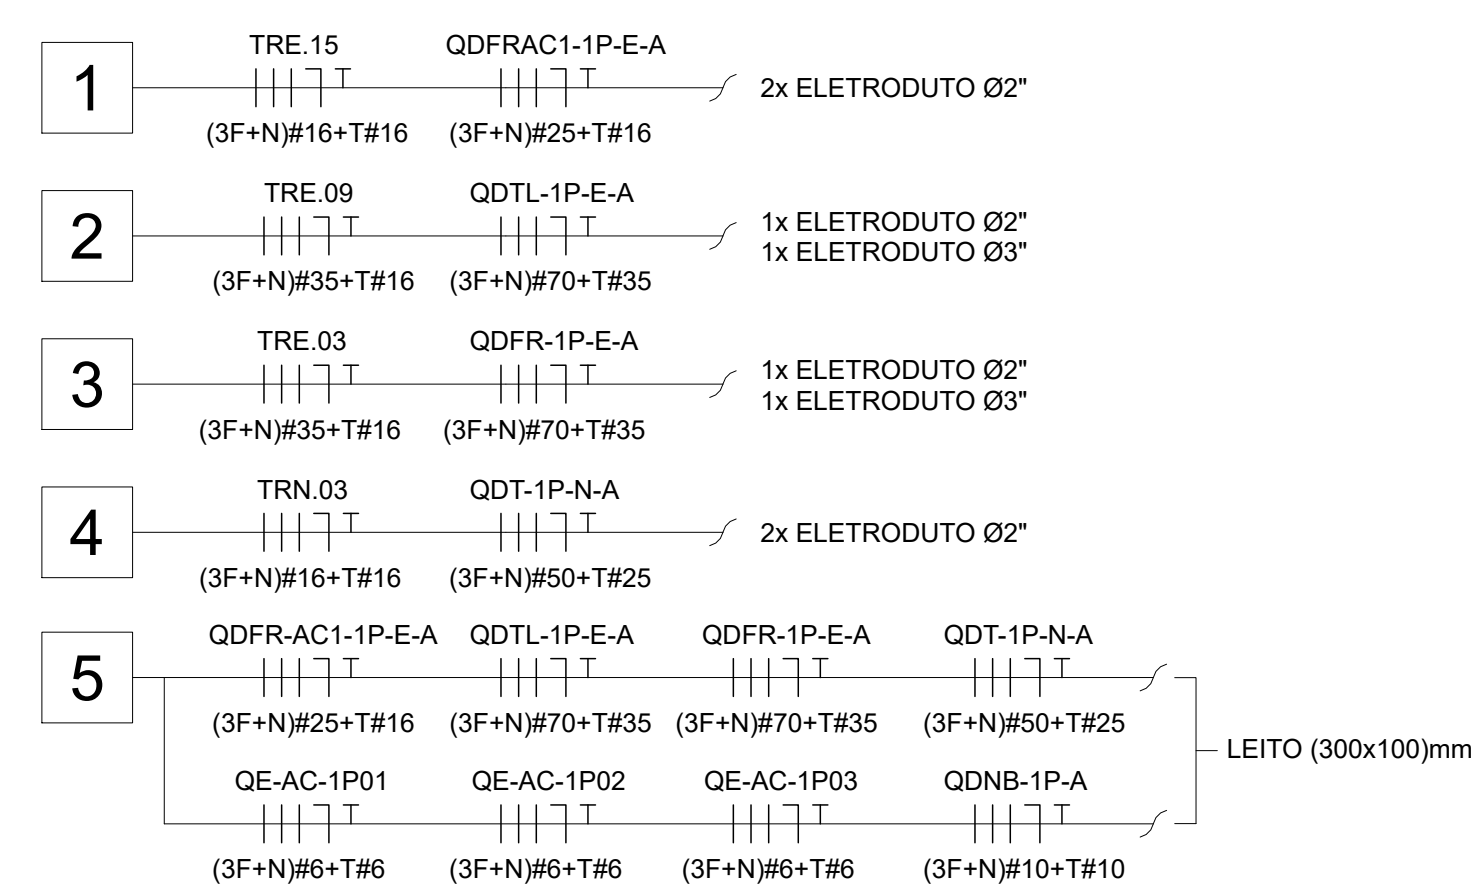 TRE.15 QDFRAC1-1P-E-A
1 2x ELETRODUTO Ø2"
(3F+N)#16+T#16 (3F+N)#25+T#16
TRE.09 QDTL-1P-E-A
2 1x ELETRODUTO Ø2"
1x ELETRODUTO Ø3"
(3F+N)#35+T#16 (3F+N)#70+T#35
TRE.03 QDFR-1P-E-A
3 1x ELETRODUTO Ø2"
1x ELETRODUTO Ø3"
(3F+N)#35+T#16 (3F+N)#70+T#35
TRN.03 QDT-1P-N-A
4 2x ELETRODUTO Ø2"
(3F+N)#16+T#16 (3F+N)#50+T#25
QDFR-AC1-1P-E-A QDTL-1P-E-A QDFR-1P-E-A QDT-1P-N-A
5
(3F+N)#25+T#16 (3F+N)#70+T#35 (3F+N)#70+T#35 (3F+N)#50+T#25
LEITO (300x100)mm
QE-AC-1P01 QE-AC-1P02 QE-AC-1P03 QDNB-1P-A
(3F+N)#6+T#6 (3F+N)#6+T#6 (3F+N)#6+T#6 (3F+N)#10+T#10